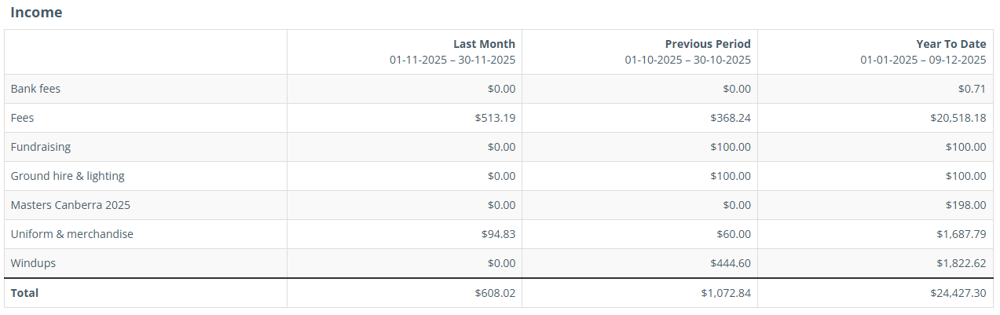 Income
Last Month Previous Period Year To Date
01-11-2025 – 30-11-2025 01-10-2025 – 30-10-2025 01-01-2025 – 09-12-2025
Bank fees $0.00 $0.00 $0.71
Fees $513.19 $368.24 $20,518.18
Fundraising $0.00 $100.00 $100.00
Ground hire & lighting $0.00 $100.00 $100.00
Masters Canberra 2025 $0.00 $0.00 $198.00
Uniform & merchandise $94.83 $60.00 $1,687.79
Windups $0.00 $444.60 $1,822.62
Total $608.02 $1,072.84 $24,427.30